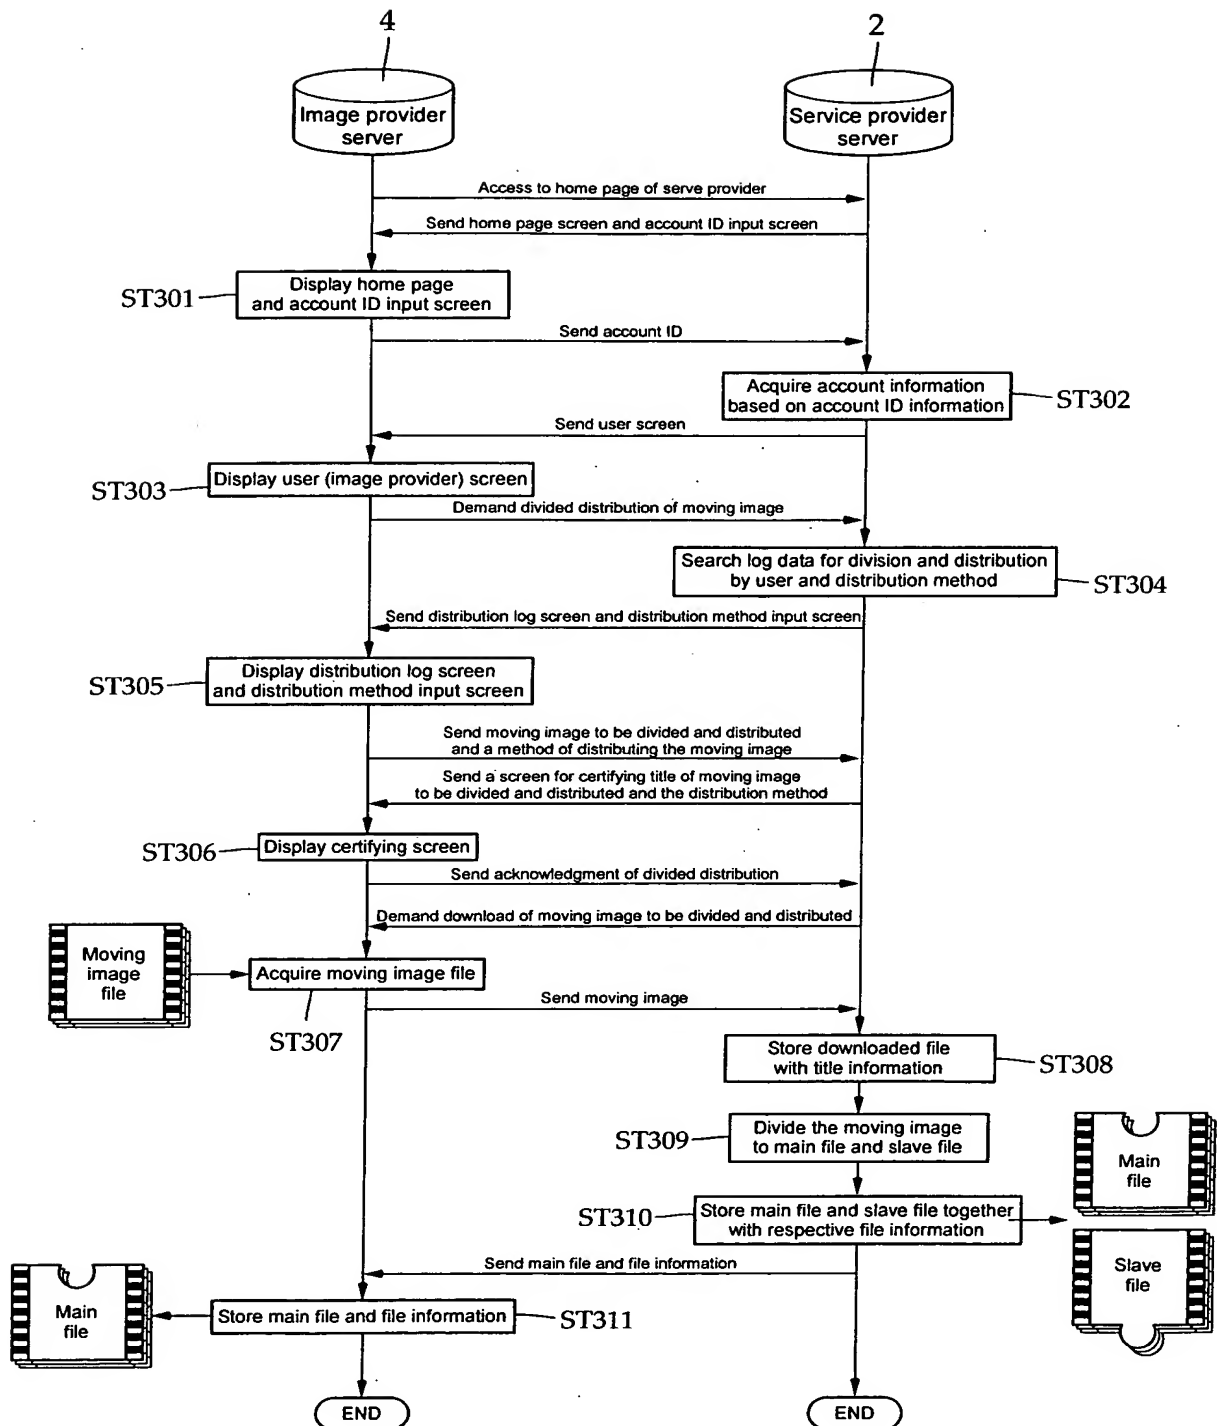 4
2
Image provider
server
Service provider
server
Access to home page of serve provider
Send home page screen and account ID input screen
ST301
Display home page
and account ID input screen
Send account ID
Acquire account information
based on account ID information
ST302
Send user screen
ST303
Display user (image provider) screen
Demand divided distribution of moving image
Search log data for division and distribution
by user and distribution method
ST304
Send distribution log screen and distribution method input screen
ST305
Display distribution log screen
and distribution method input screen
Send moving image to be divided and distributed
and a method of distributing the moving image
Send a screen for certifying title of moving image
to be divided and distributed and the distribution method
ST306
Display certifying screen
Send acknowledgment of divided distribution
Demand download of moving image to be divided and distributed
Moving
image
file
Acquire moving image file
ST307
Send moving image
Store downloaded file
with title information
ST308
ST309
Divide the moving image
to main file and slave file
Main
file
ST310
Store main file and slave file together
with respective file information
Slave
file
Send main file and file information
Main
file
Store main file and file information
ST311
END
END